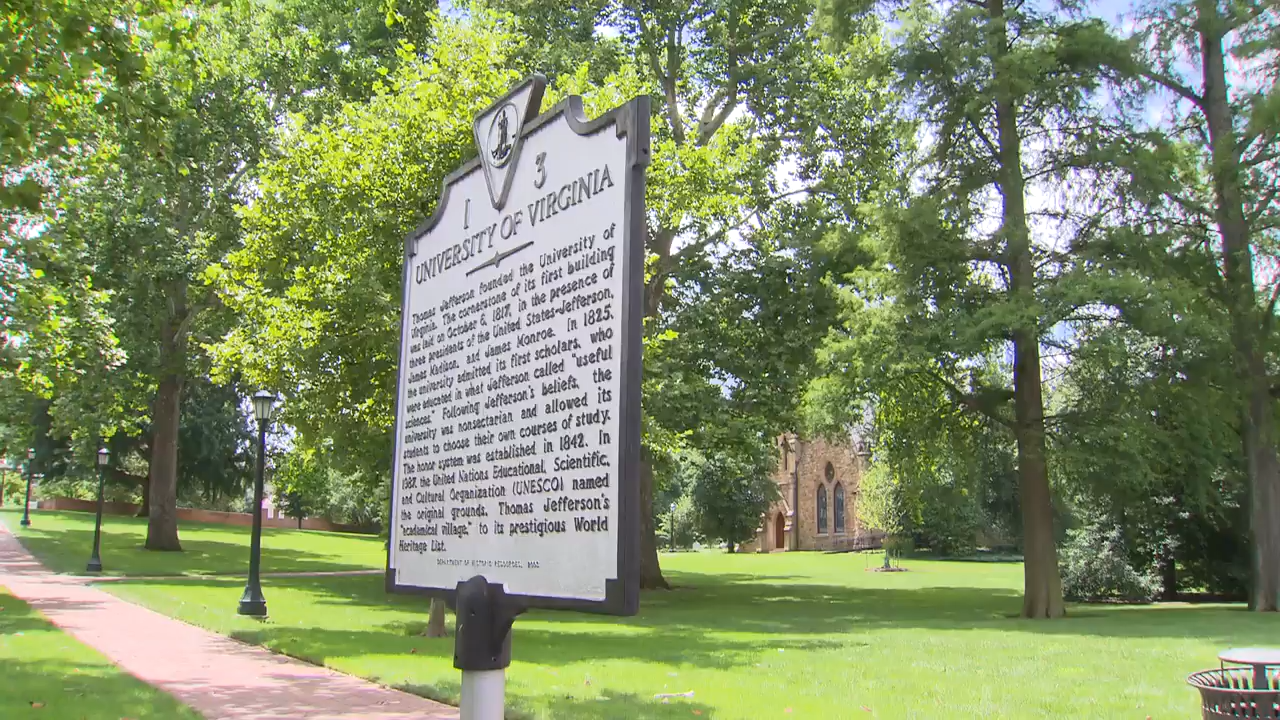 I 3
UNIVERSITY OF VIRGINIA
Thomas Jefferson founded the University of
Virginia. The cornerstone of its first building
was laid on October 6, 1817, in the presence of
three presidents of the United States-Jefferson,
James Madison, and James Monroe. In 1825,
the university admitted its first scholars, who
were educated in what Jefferson called "useful
sciences." Following Jefferson's beliefs, the
university was nonsectarian and allowed its
students to choose their own courses of study.
The honor system was established in 1842. In
1987, the United Nations Educational, Scientific,
and Cultural Organization (UNESCO) named
the original grounds, Thomas Jefferson's
"academical village," to its prestigious World
Heritage List.
DEPARTMENT OF HISTORIC RESOURCES,